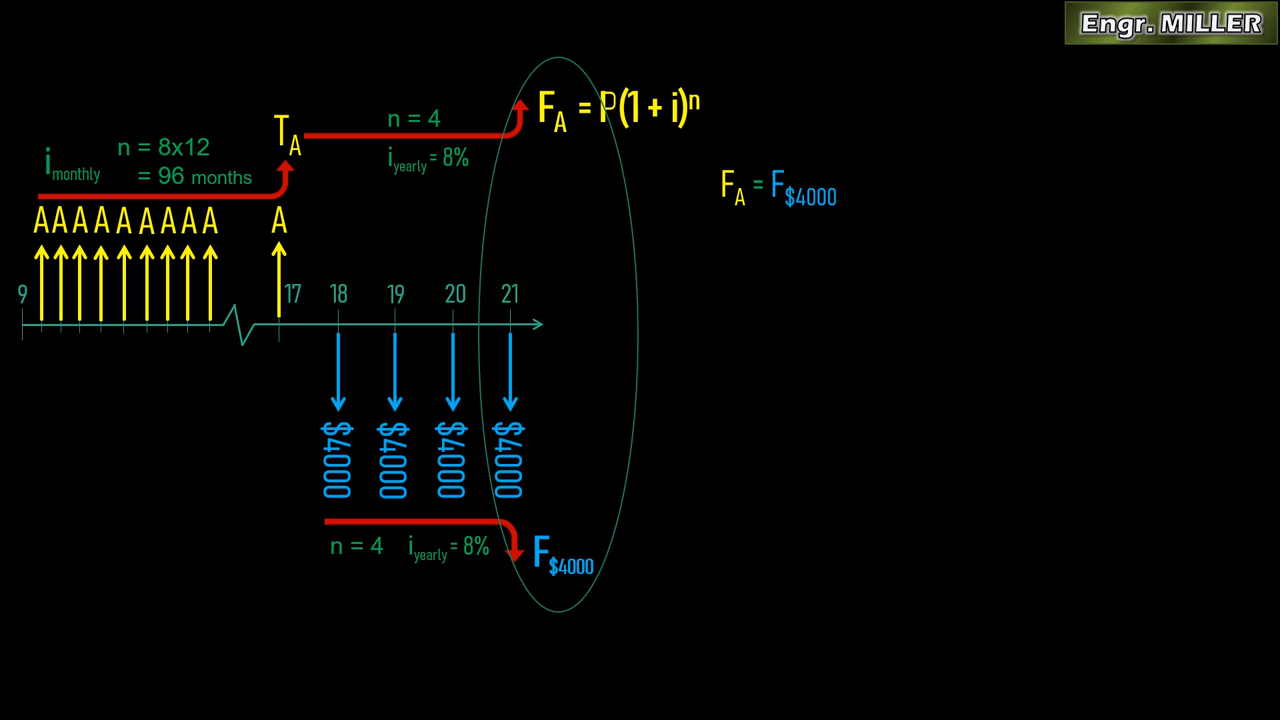 Engr. MILLER
F_A = P(1 + i)^n
T_A
n = 4
i_yearly = 8%
n = 8x12
= 96 months
i_monthly
F_A = F_$4000
A A A A A A A A A A
9 17 18 19 20 21
$4000 $4000 $4000 $4000
n = 4 i_yearly = 8%
F_$4000